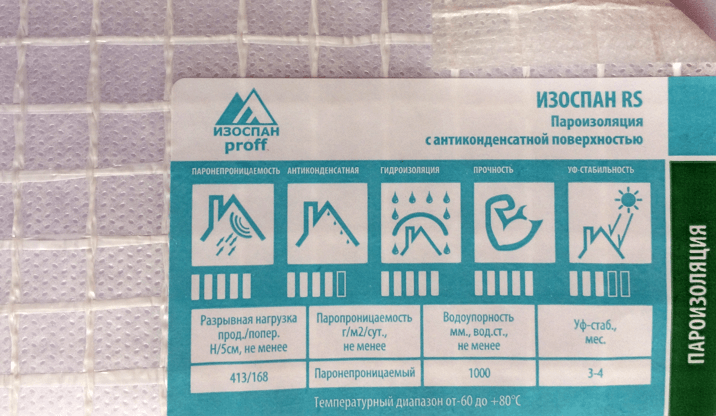 ИЗОСПАН
proff
ИЗОСПАН RS
Пароизоляция
с антиконденсатной поверхностью
ПАРОНЕПРОНИЦАЕМОСТЬ
АНТИКОНДЕНСАТНАЯ
ГИДРОИЗОЛЯЦИЯ
ПРОЧНОСТЬ
УФ-СТАБИЛЬНОСТЬ
Разрывная нагрузка
прод./попер.
Н/5см, не менее
Паропроницаемость
г/м2/сут.,
не менее
Водоупорность
мм., вод.ст.,
не менее
Уф-стаб.,
мес.
413/168
Паронепроницаемый
1000
3-4
Температурный диапазон от-60 до +80°С
ПАРОИЗОЛЯЦИЯ